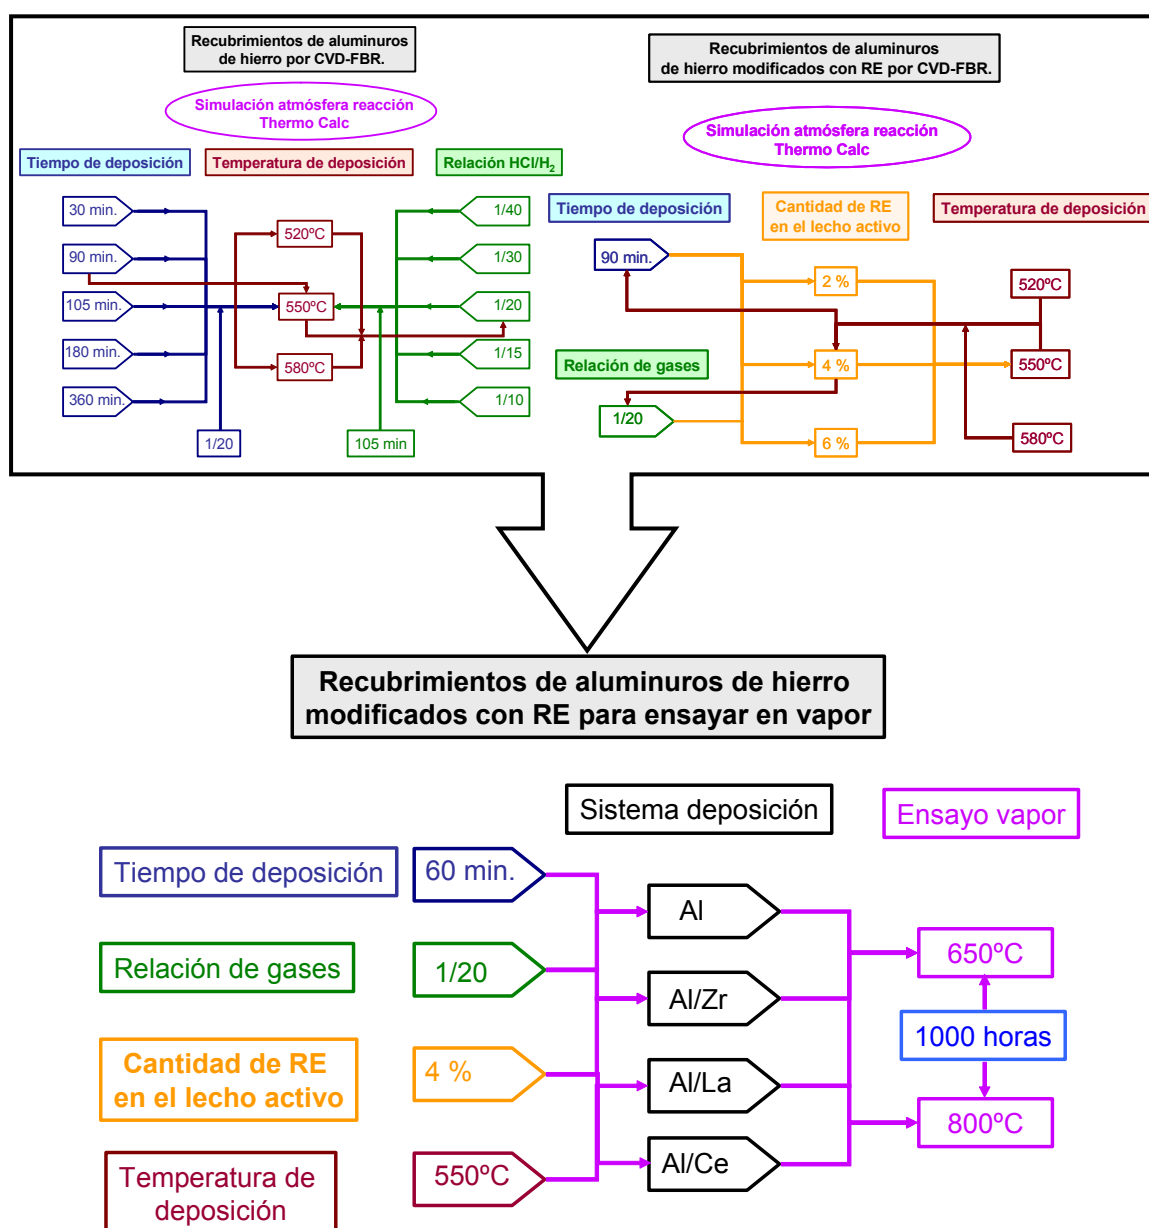 Recubrimientos de aluminuros
de hierro por CVD-FBR.
Simulación atmósfera reacción
Thermo Calc
Tiempo de deposición
Temperatura de deposición
Relación HCl/H2
30 min.
90 min.
105 min.
180 min.
360 min.
520ºC
550ºC
580ºC
1/40
1/30
1/20
1/15
1/10
1/20
105 min
Recubrimientos de aluminuros
de hierro modificados con RE por CVD-FBR.
Simulación atmósfera reacción
Thermo Calc
Tiempo de deposición
Cantidad de RE
en el lecho activo
Temperatura de deposición
90 min.
2 %
520ºC
Relación de gases
4 %
550ºC
1/20
6 %
580ºC
Recubrimientos de aluminuros de hierro
modificados con RE para ensayar en vapor
Sistema deposición
Ensayo vapor
Tiempo de deposición
60 min.
Al
Relación de gases
1/20
Al/Zr
650ºC
1000 horas
Cantidad de RE
en el lecho activo
4 %
Al/La
800ºC
Temperatura de
deposición
550ºC
Al/Ce